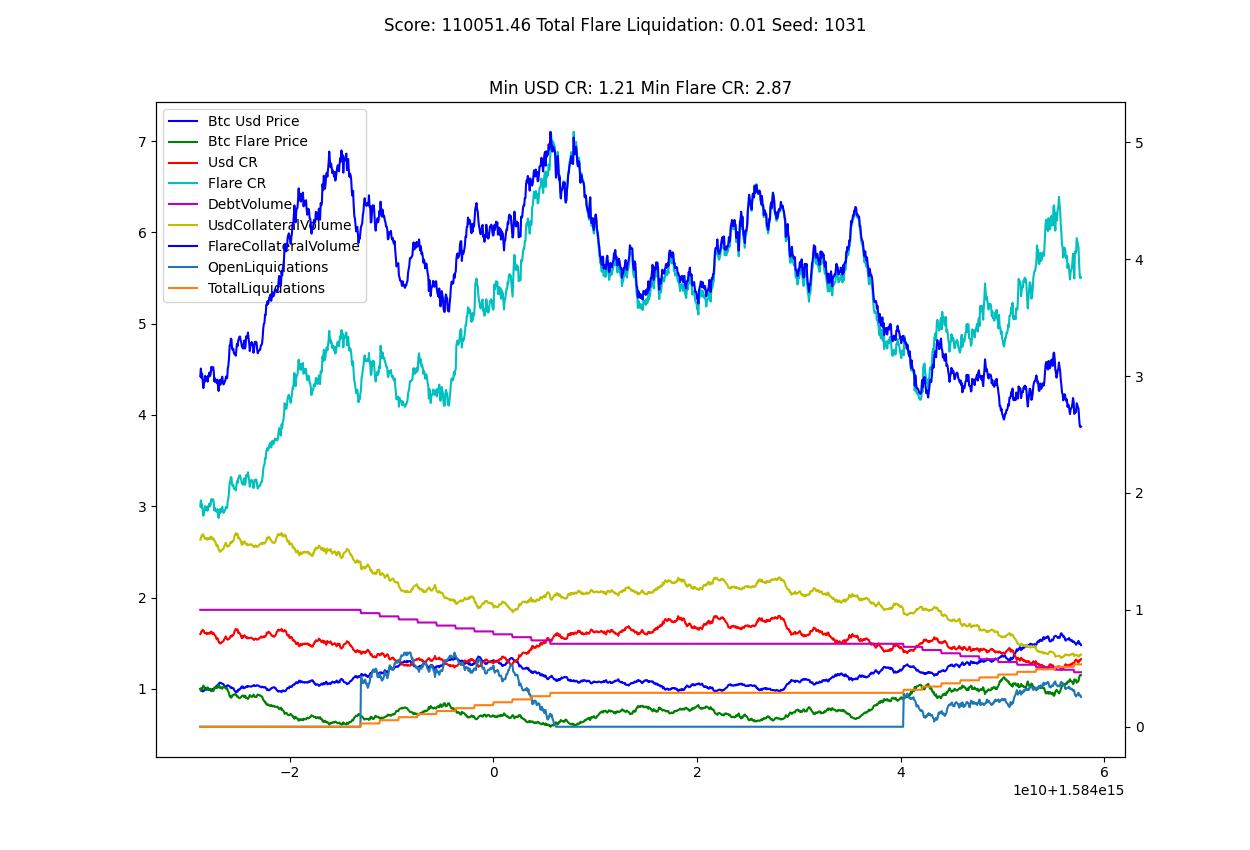 Score: 110051.46 Total Flare Liquidation: 0.01 Seed: 1031
Min USD CR: 1.21 Min Flare CR: 2.87
Btc Usd Price
Btc Flare Price
Usd CR
Flare CR
DebtVolume
UsdCollateralVolume
FlareCollateralVolume
OpenLiquidations
TotalLiquidations
7
6
5
4
3
2
1
5
4
3
2
1
0
−2
0
2
4
6
1e10+1.584e15